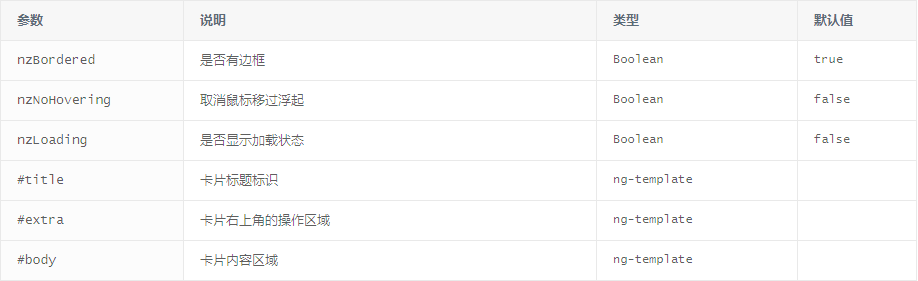 参数 说明 类型 默认值
nzBordered 是否有边框 Boolean true
nzNoHovering 取消鼠标移过浮起 Boolean false
nzLoading 是否显示加载状态 Boolean false
#title 卡片标题标识 ng-template
#extra 卡片右上角的操作区域 ng-template
#body 卡片内容区域 ng-template